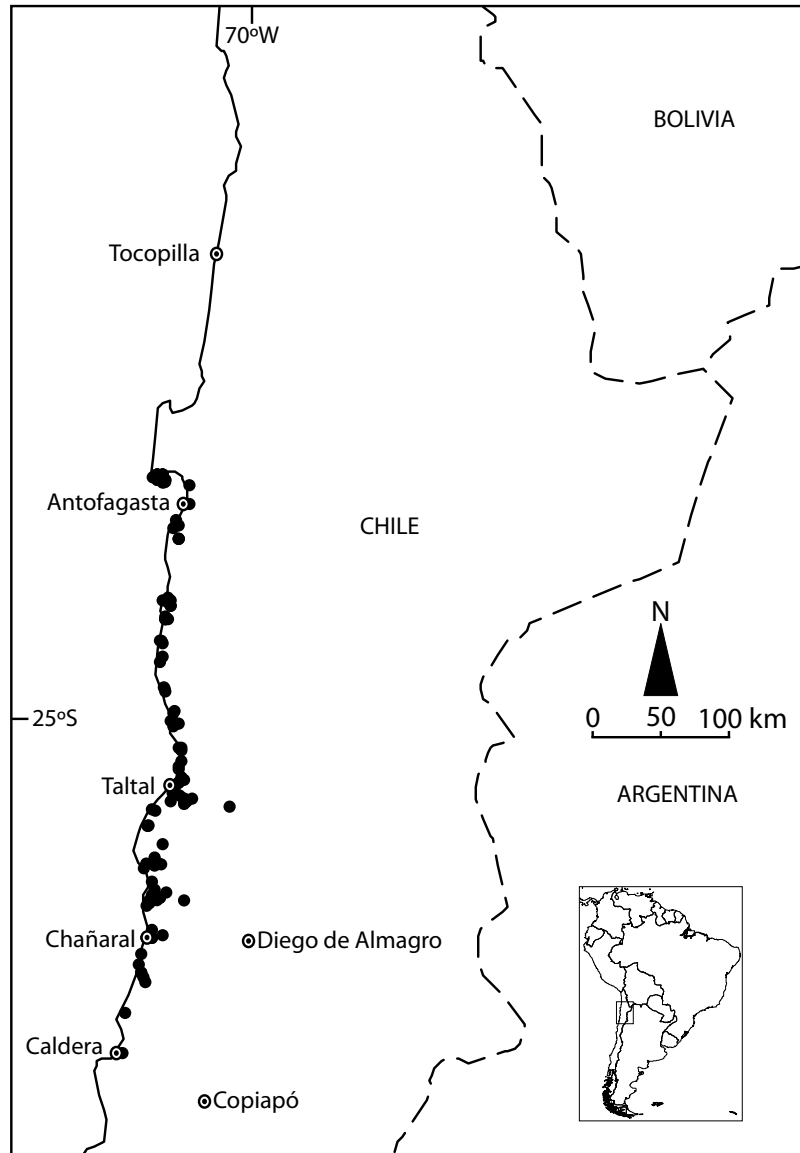 70ºW
BOLIVIA
Tocopilla
Antofagasta
CHILE
N
25ºS
0 50 100 km
Taltal
ARGENTINA
Chañaral
Diego de Almagro
Caldera
Copiapó